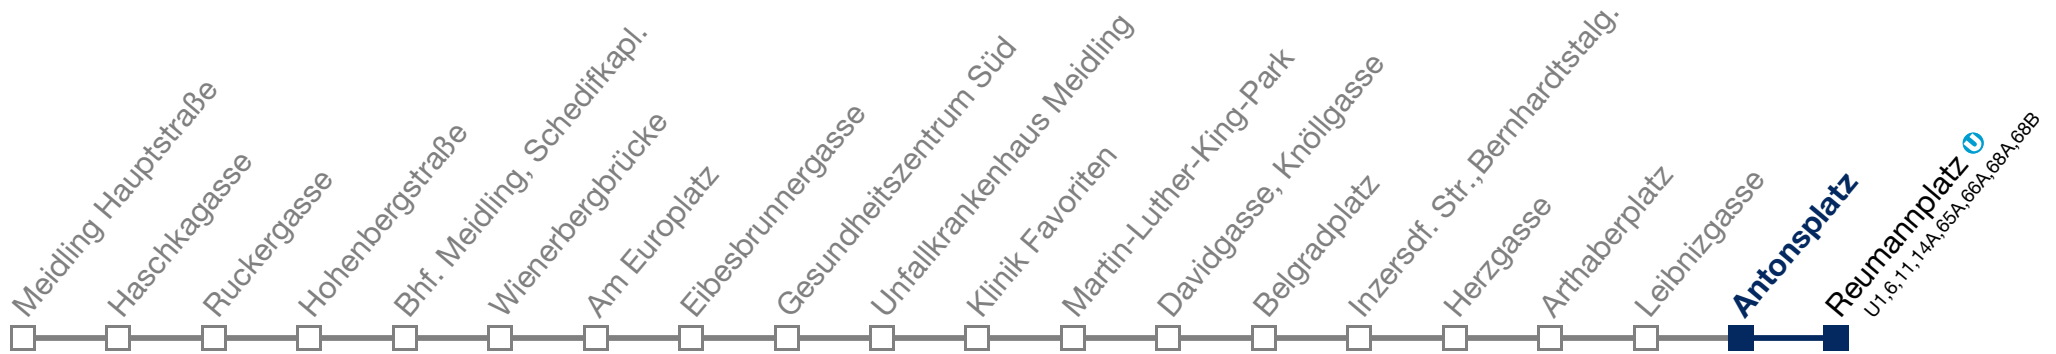 Meidling Hauptstraße
Haschkagasse
Ruckergasse
Hohenbergstraße
Bhf. Meidling, Schedifkapl.
Wienerbergbrücke
Am Europlatz
Eibesbrunnergasse
Gesundheitszentrum Süd
Unfallkrankenhaus Meidling
Klinik Favoriten
Martin-Luther-King-Park
Davidgasse, Knöllgasse
Belgradplatz
Inzersdf. Str.,Bernhardtstalg.
Herzgasse
Arthaberplatz
Leibnizgasse
Antonsplatz
Reumannplatz U
U1,6,11,14A,65A,66A,68A,68B